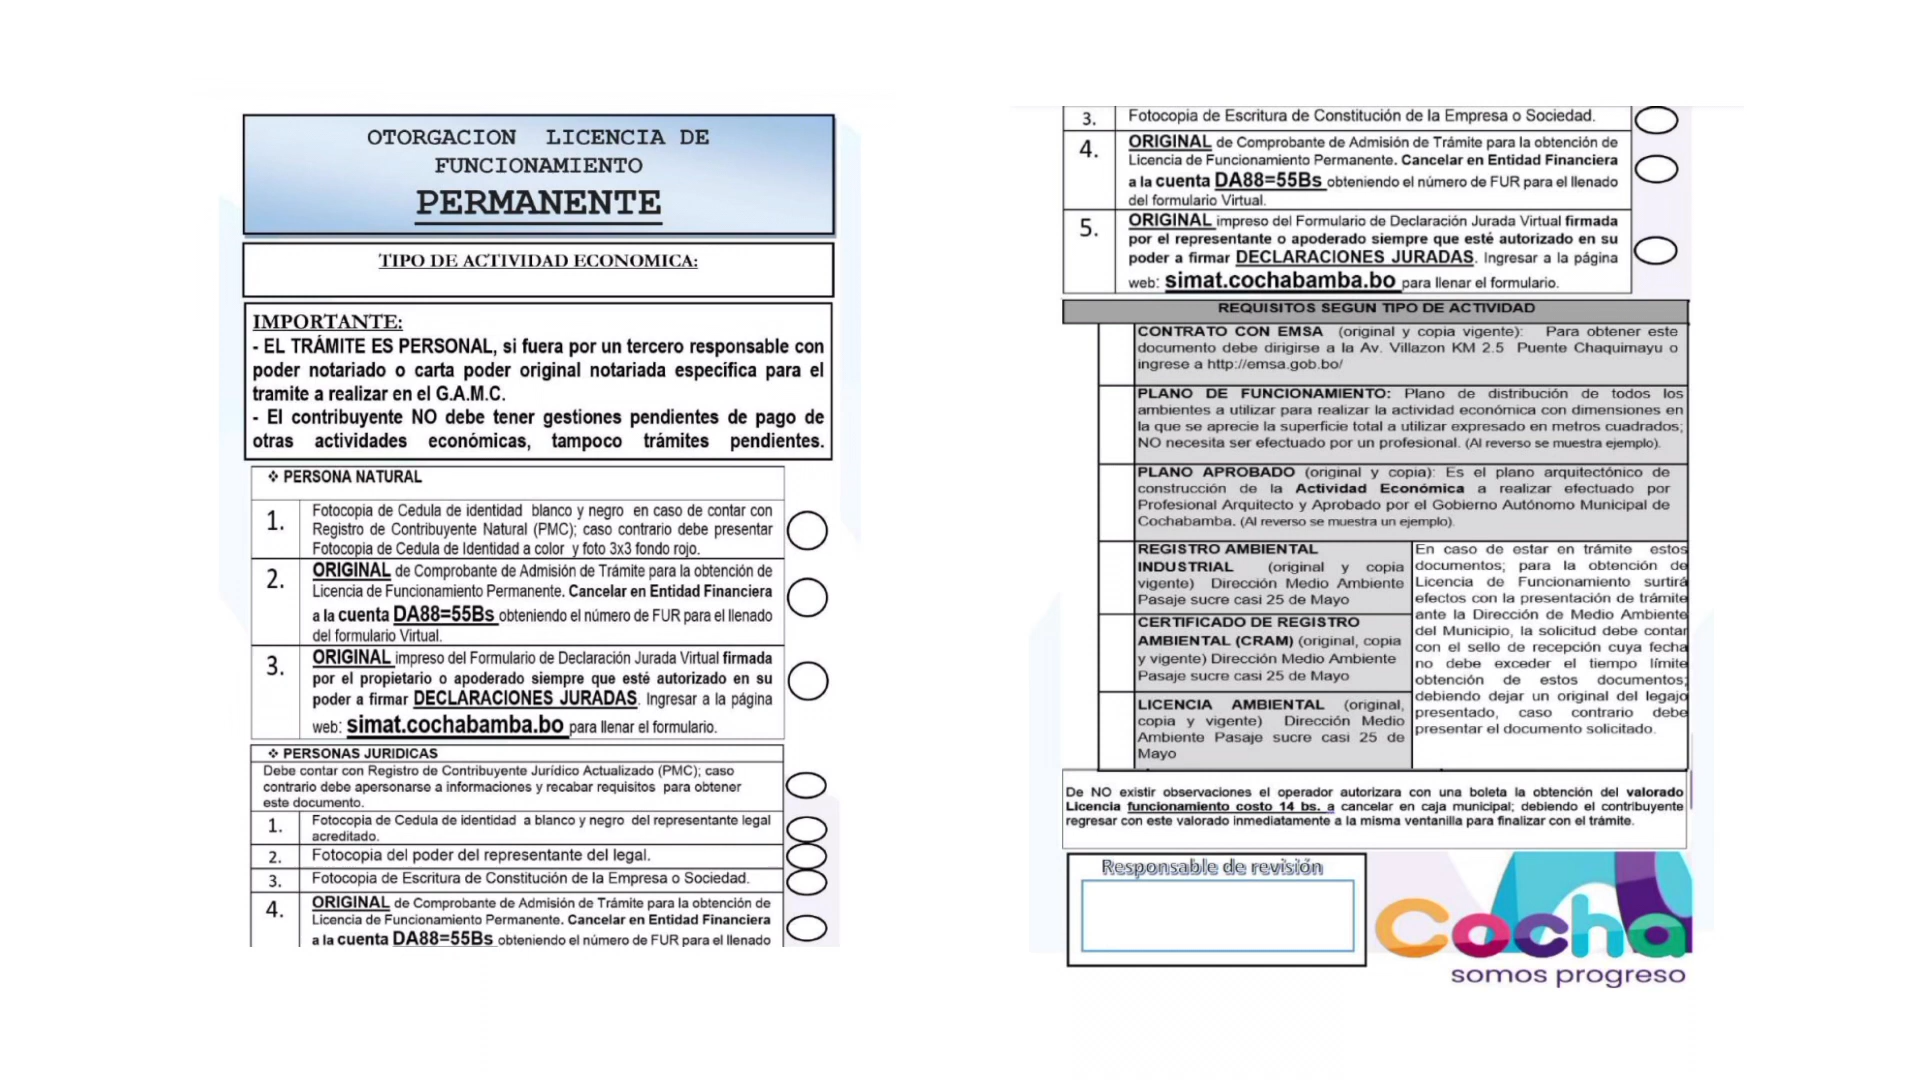 OTORGACION LICENCIA DE
FUNCIONAMIENTO
PERMANENTE
TIPO DE ACTIVIDAD ECONOMICA:
IMPORTANTE:
- EL TRÁMITE ES PERSONAL, si fuera por un tercero responsable con
poder notariado o carta poder original notariada especifica para el
tramite a realizar en el G.A.M.C.
- El contribuyente NO debe tener gestiones pendientes de pago de
otras actividades económicas, tampoco trámites pendientes.
❖ PERSONA NATURAL
1. Fotocopia de Cedula de identidad blanco y negro en caso de contar con
Registro de Contribuyente Natural (PMC); caso contrario debe presentar
Fotocopia de Cedula de Identidad a color y foto 3x3 fondo rojo.
2. ORIGINAL de Comprobante de Admisión de Trámite para la obtención de
Licencia de Funcionamiento Permanente. Cancelar en Entidad Financiera
a la cuenta DA88=55Bs obteniendo el número de FUR para el llenado
del formulario Virtual.
3. ORIGINAL impreso del Formulario de Declaración Jurada Virtual firmada
por el propietario o apoderado siempre que esté autorizado en su
poder a firmar DECLARACIONES JURADAS. Ingresar a la página
web: simat.cochabamba.bo para llenar el formulario.
❖ PERSONAS JURIDICAS
Debe contar con Registro de Contribuyente Jurídico Actualizado (PMC); caso
contrario debe apersonarse a informaciones y recabar requisitos para obtener
este documento.
1. Fotocopia de Cedula de identidad a blanco y negro del representante legal
acreditado.
2. Fotocopia del poder del representante del legal.
3. Fotocopia de Escritura de Constitución de la Empresa o Sociedad.
4. ORIGINAL de Comprobante de Admisión de Trámite para la obtención de
Licencia de Funcionamiento Permanente. Cancelar en Entidad Financiera
a la cuenta DA88=55Bs obteniendo el número de FUR para el llenado
3. Fotocopia de Escritura de Constitución de la Empresa o Sociedad.
4. ORIGINAL de Comprobante de Admisión de Trámite para la obtención de
Licencia de Funcionamiento Permanente. Cancelar en Entidad Financiera
a la cuenta DA88=55Bs obteniendo el número de FUR para el llenado
del formulario Virtual.
5. ORIGINAL impreso del Formulario de Declaración Jurada Virtual firmada
por el representante o apoderado siempre que esté autorizado en su
poder a firmar DECLARACIONES JURADAS. Ingresar a la página
web: simat.cochabamba.bo para llenar el formulario.
REQUISITOS SEGUN TIPO DE ACTIVIDAD
CONTRATO CON EMSA (original y copia vigente): Para obtener este
documento debe dirigirse a la Av. Villazon KM 2.5 Puente Chaquimayu o
ingrese a http://emsa.gob.bo/
PLANO DE FUNCIONAMIENTO: Plano de distribución de todos los
ambientes a utilizar para realizar la actividad económica con dimensiones en
la que se aprecie la superficie total a utilizar expresado en metros cuadrados;
NO necesita ser efectuado por un profesional. (Al reverso se muestra ejemplo).
PLANO APROBADO (original y copia): Es el plano arquitectónico de
construcción de la Actividad Económica a realizar efectuado por
Profesional Arquitecto y Aprobado por el Gobierno Autónomo Municipal de
Cochabamba. (Al reverso se muestra un ejemplo).
REGISTRO AMBIENTAL
INDUSTRIAL (original y copia
vigente) Dirección Medio Ambiente
Pasaje sucre casi 25 de Mayo
CERTIFICADO DE REGISTRO
AMBIENTAL (CRAM) (original, copia
y vigente) Dirección Medio Ambiente
Pasaje sucre casi 25 de Mayo
LICENCIA AMBIENTAL (original,
copia y vigente) Dirección Medio
Ambiente Pasaje sucre casi 25 de
Mayo
En caso de estar en trámite estos
documentos; para la obtención de
Licencia de Funcionamiento surtirá
efectos con la presentación de trámite
ante la Dirección de Medio Ambiente
del Municipio, la solicitud debe contar
con el sello de recepción cuya fecha
no debe exceder el tiempo límite
obtención de estos documentos;
debiendo dejar un original del legajo
presentado, caso contrario debe
presentar el documento solicitado.
De NO existir observaciones el operador autorizara con una boleta la obtención del valorado
Licencia funcionamiento costo 14 bs. a cancelar en caja municipal; debiendo el contribuyente
regresar con este valorado inmediatamente a la misma ventanilla para finalizar con el trámite.
Responsable de revisión
Cocha
somos progreso